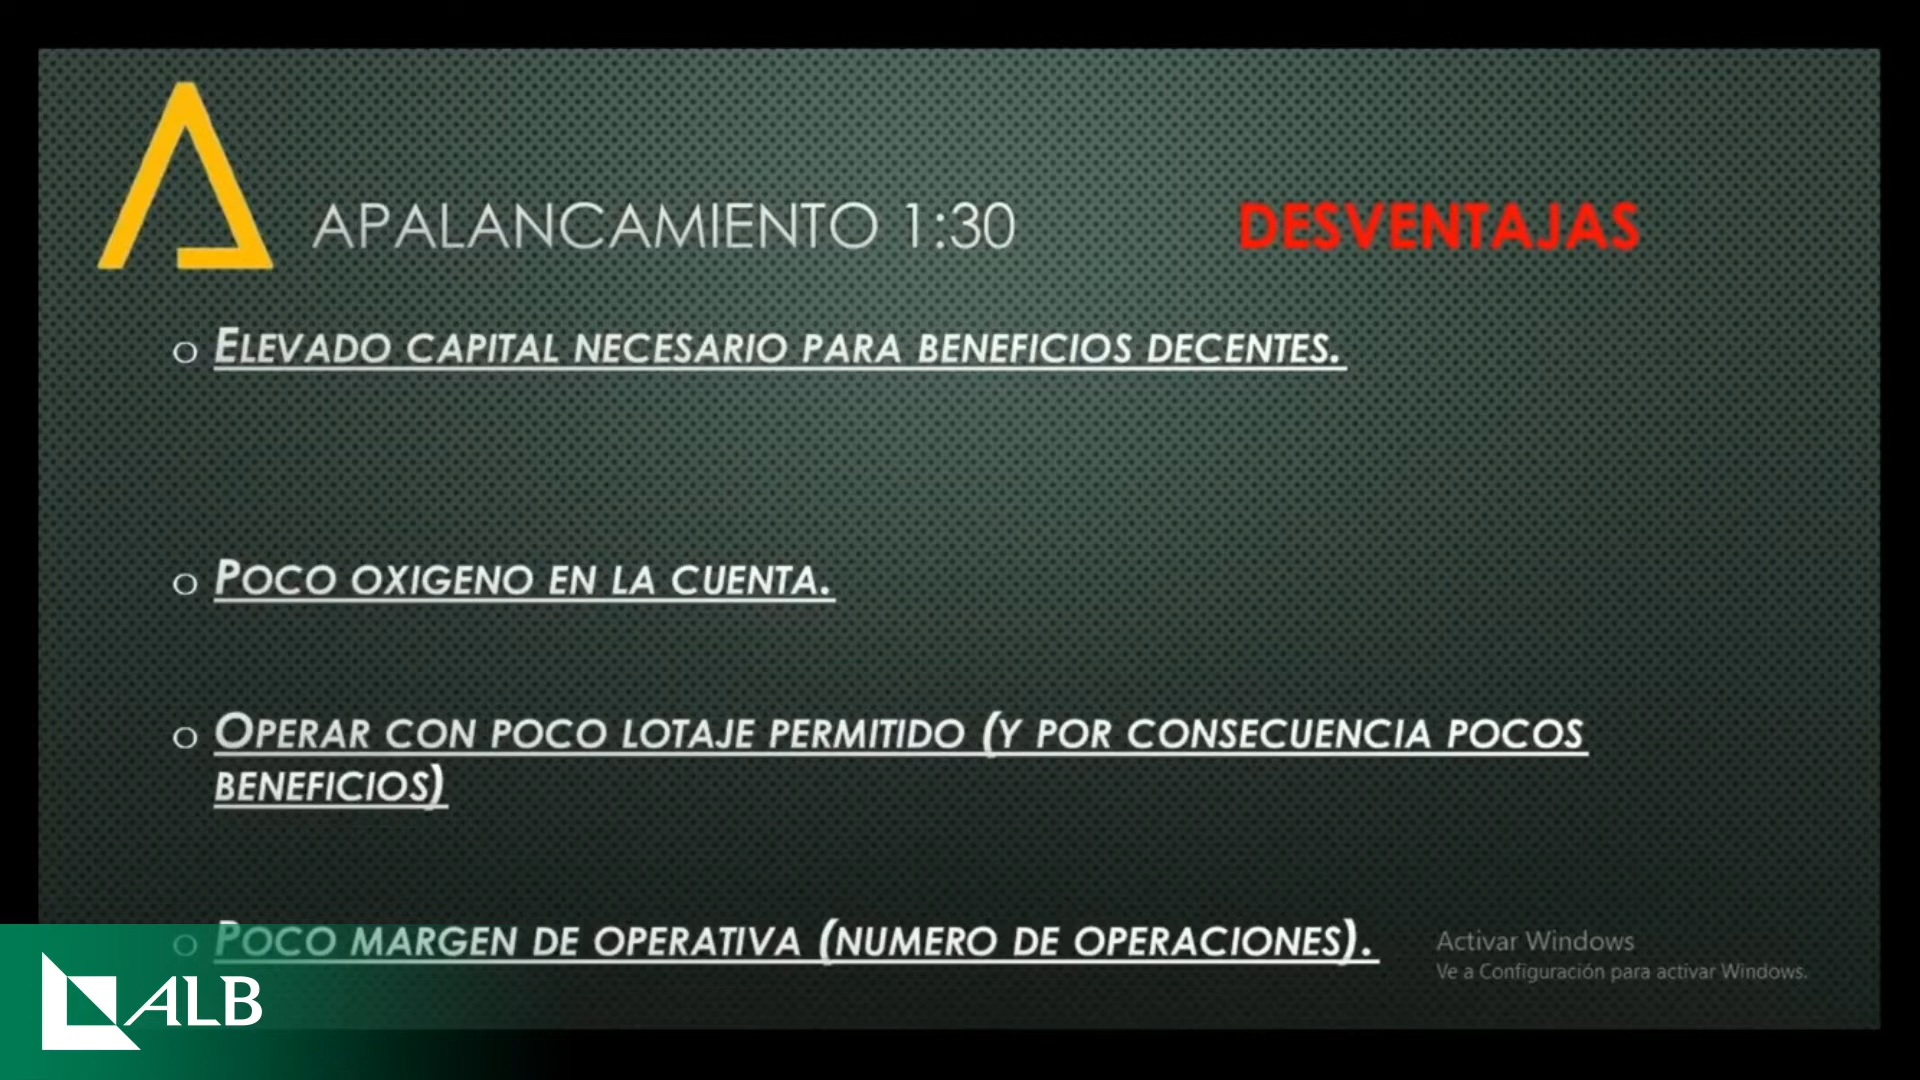 APALANCAMIENTO 1:30 DESVENTAJAS
o ELEVADO CAPITAL NECESARIO PARA BENEFICIOS DECENTES.
o POCO OXIGENO EN LA CUENTA.
o OPERAR CON POCO LOTAJE PERMITIDO (Y POR CONSECUENCIA POCOS
BENEFICIOS)
o POCO MARGEN DE OPERATIVA (NUMERO DE OPERACIONES).
Activar Windows
Ve a Configuración para activar Windows.
ALB